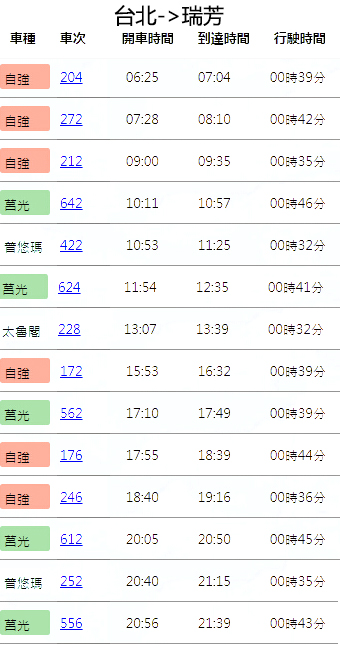 台北->瑞芳
車種 車次 開車時間 到達時間 行駛時間
自強 204 06:25 07:04 00時39分
自強 272 07:28 08:10 00時42分
自強 212 09:00 09:35 00時35分
莒光 642 10:11 10:57 00時46分
普悠瑪 422 10:53 11:25 00時32分
莒光 624 11:54 12:35 00時41分
太魯閣 228 13:07 13:39 00時32分
自強 172 15:53 16:32 00時39分
莒光 562 17:10 17:49 00時39分
自強 176 17:55 18:39 00時44分
自強 246 18:40 19:16 00時36分
莒光 612 20:05 20:50 00時45分
普悠瑪 252 20:40 21:15 00時35分
莒光 556 20:56 21:39 00時43分